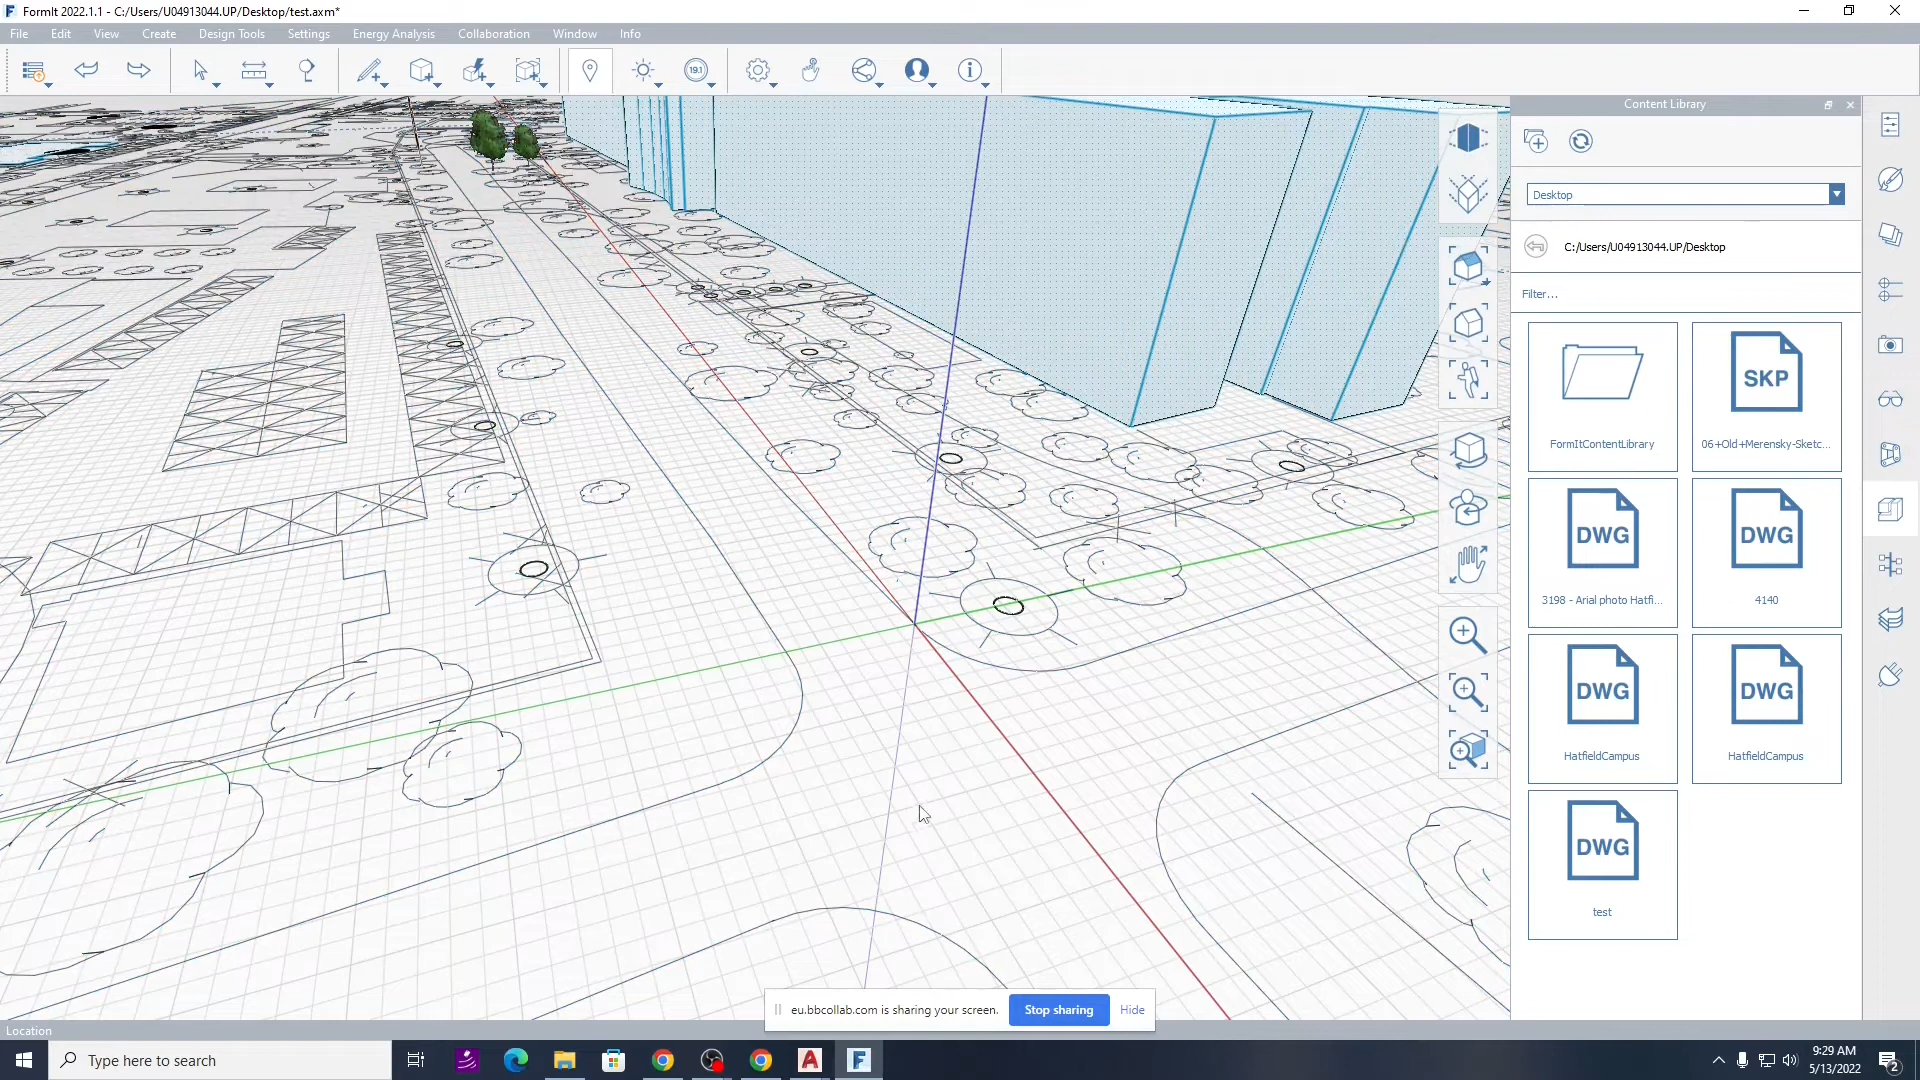 FormIt 2022.1.1 - C:/Users/U04913044.UP/Desktop/test.axm*
File Edit View Create Design Tools Settings Energy Analysis Collaboration Window Info
19.1
Content Library
Desktop
C:/Users/U04913044.UP/Desktop
Filter...
SKP
FormItContentLibrary
06+Old+Merensky-Sketc...
DWG
DWG
3198 - Arial photo Hatfi...
4140
DWG
DWG
HatfieldCampus
HatfieldCampus
DWG
test
eu.bbcollab.com is sharing your screen.
Stop sharing
Hide
Location
Type here to search
9:29 AM
5/13/2022
2